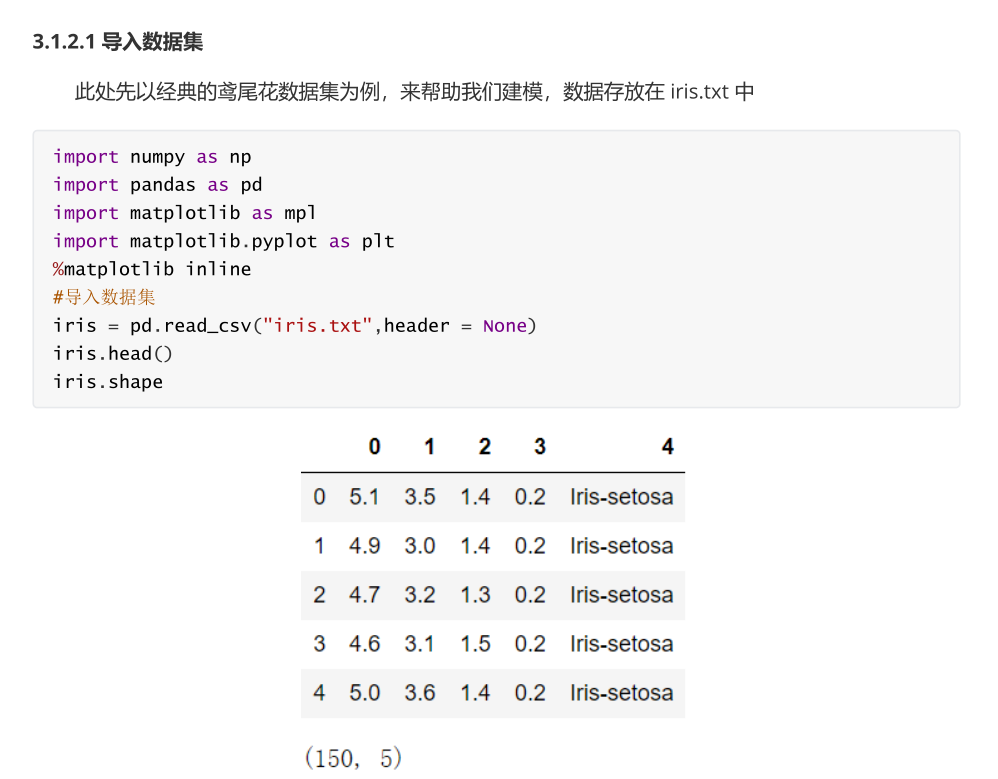 3.1.2.1 导入数据集
此处先以经典的鸢尾花数据集为例，来帮助我们建模，数据存放在 iris.txt 中
import numpy as np
import pandas as pd
import matplotlib as mpl
import matplotlib.pyplot as plt
%matplotlib inline
#导入数据集
iris = pd.read_csv("iris.txt",header = None)
iris.head()
iris.shape
0 1 2 3 4
0 5.1 3.5 1.4 0.2 Iris-setosa
1 4.9 3.0 1.4 0.2 Iris-setosa
2 4.7 3.2 1.3 0.2 Iris-setosa
3 4.6 3.1 1.5 0.2 Iris-setosa
4 5.0 3.6 1.4 0.2 Iris-setosa
(150, 5)